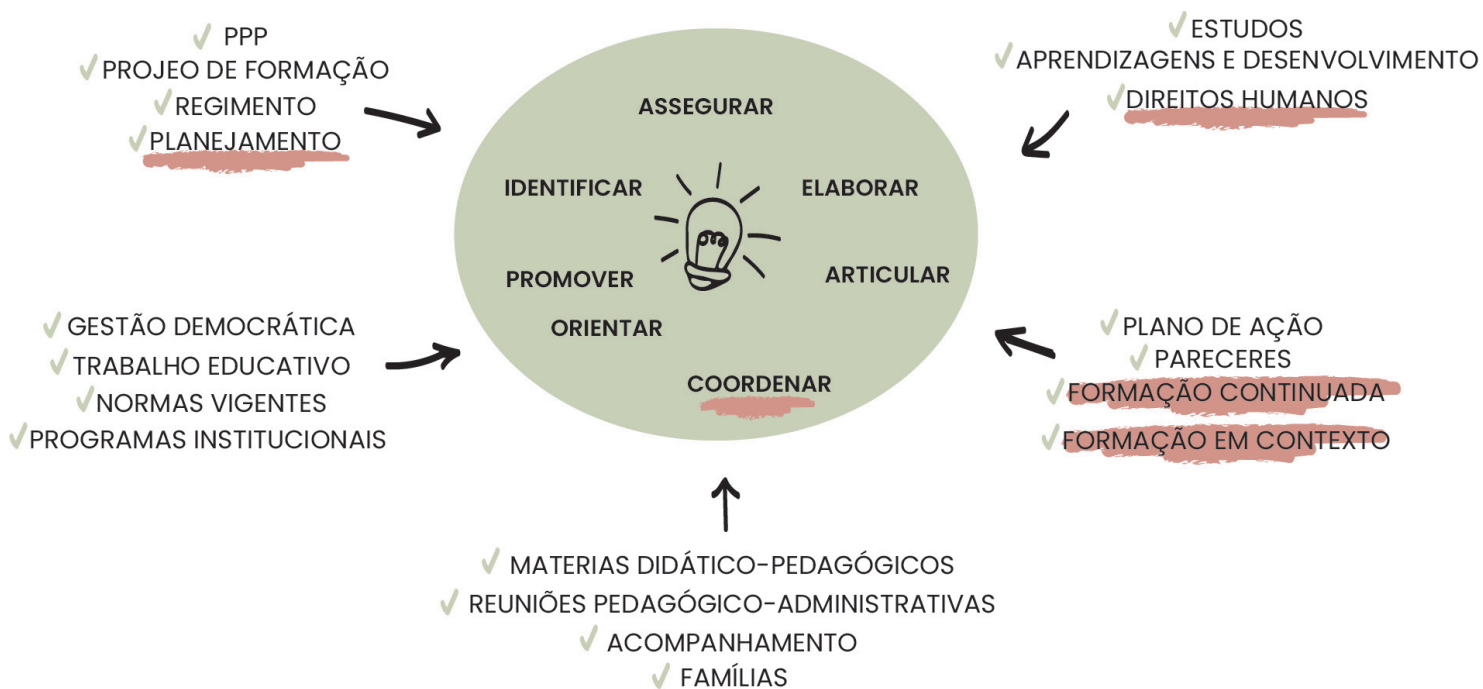 PPP
PROJEO DE FORMAÇÃO
REGIMENTO
PLANEJAMENTO
ESTUDOS
APRENDIZAGENS E DESENVOLVIMENTO
DIREITOS HUMANOS
ASSEGURAR
IDENTIFICAR
ELABORAR
PROMOVER
ARTICULAR
ORIENTAR
COORDENAR
GESTÃO DEMOCRÁTICA
TRABALHO EDUCATIVO
NORMAS VIGENTES
PROGRAMAS INSTITUCIONAIS
PLANO DE AÇÃO
PARECERES
FORMAÇÃO CONTINUADA
FORMAÇÃO EM CONTEXTO
MATERIAS DIDÁTICO-PEDAGÓGICOS
REUNIÕES PEDAGÓGICO-ADMINISTRATIVAS
ACOMPANHAMENTO
FAMÍLIAS